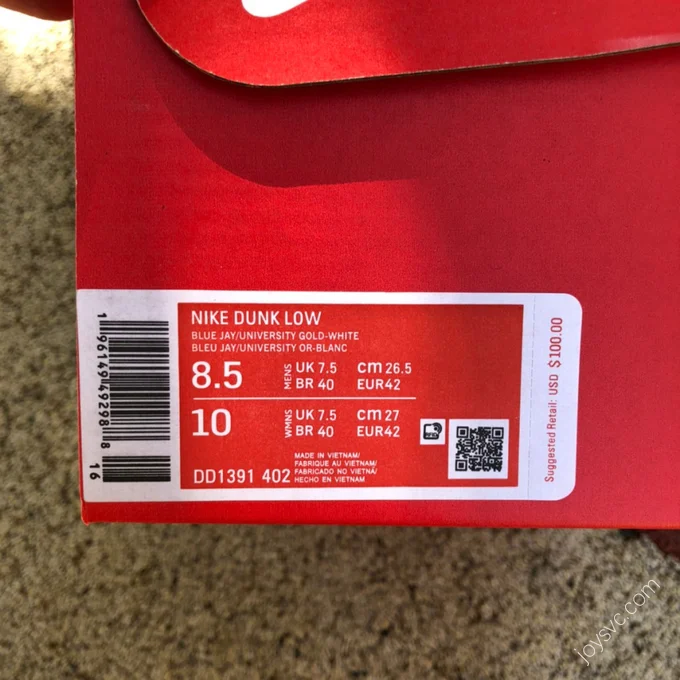 NIKE DUNK LOW
BLUE JAY/UNIVERSITY GOLD-WHITE
BLEU JAY/UNIVERSITY OR-BLANC
8.5 MENS UK 7.5 cm 26.5
BR 40 EUR42
10 WMNS UK 7.5 cm 27
BR 40 EUR42
DD1391 402
MADE IN VIETNAM/
FABRIQUE AU VIETNAM/
FABRICADO NO VIETNÃ/
HECHO EN VIETNAM
1 96149 49298 8
16
Suggested Retail: USD $100.00
joysvc.com